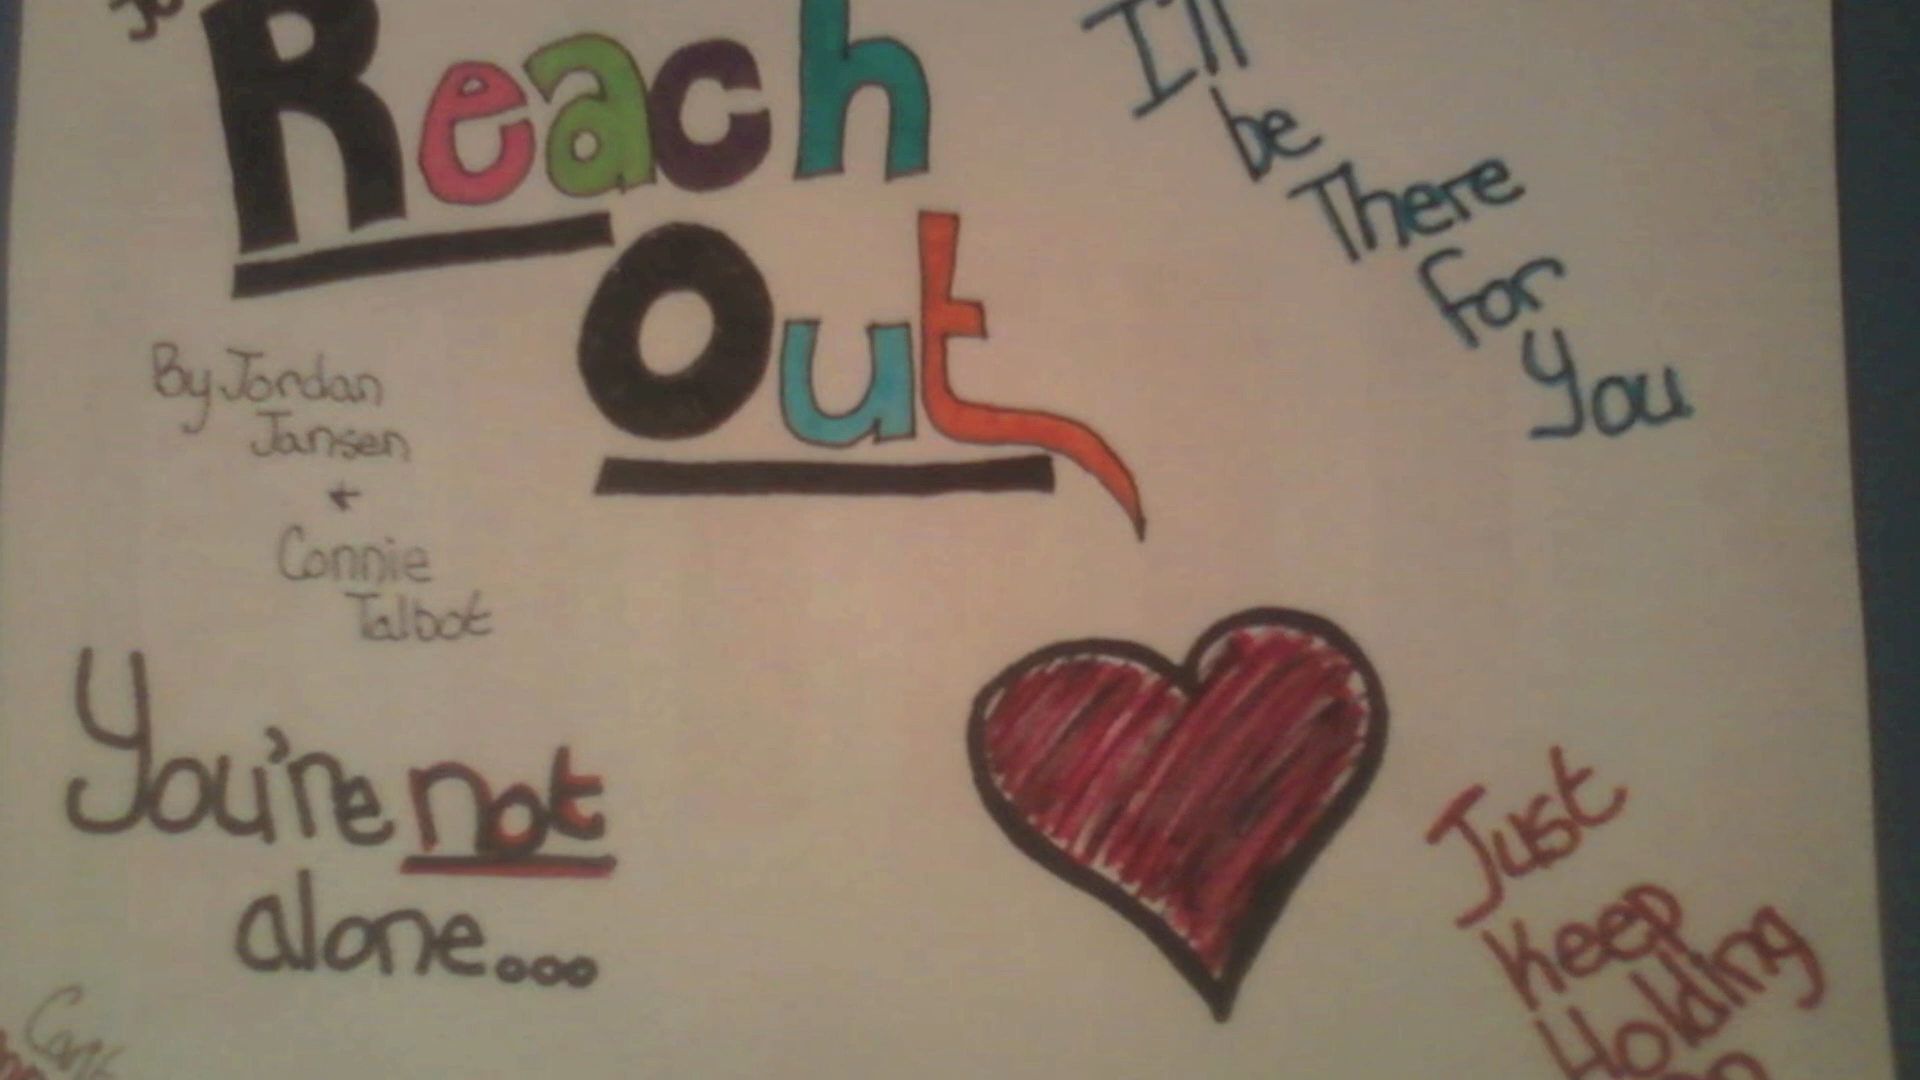 Reach
Out
By Jordan
Jansen
+
Connie
Talbot
You're not
alone...
I'll
be
There
For
You
Just
Keep
Holding